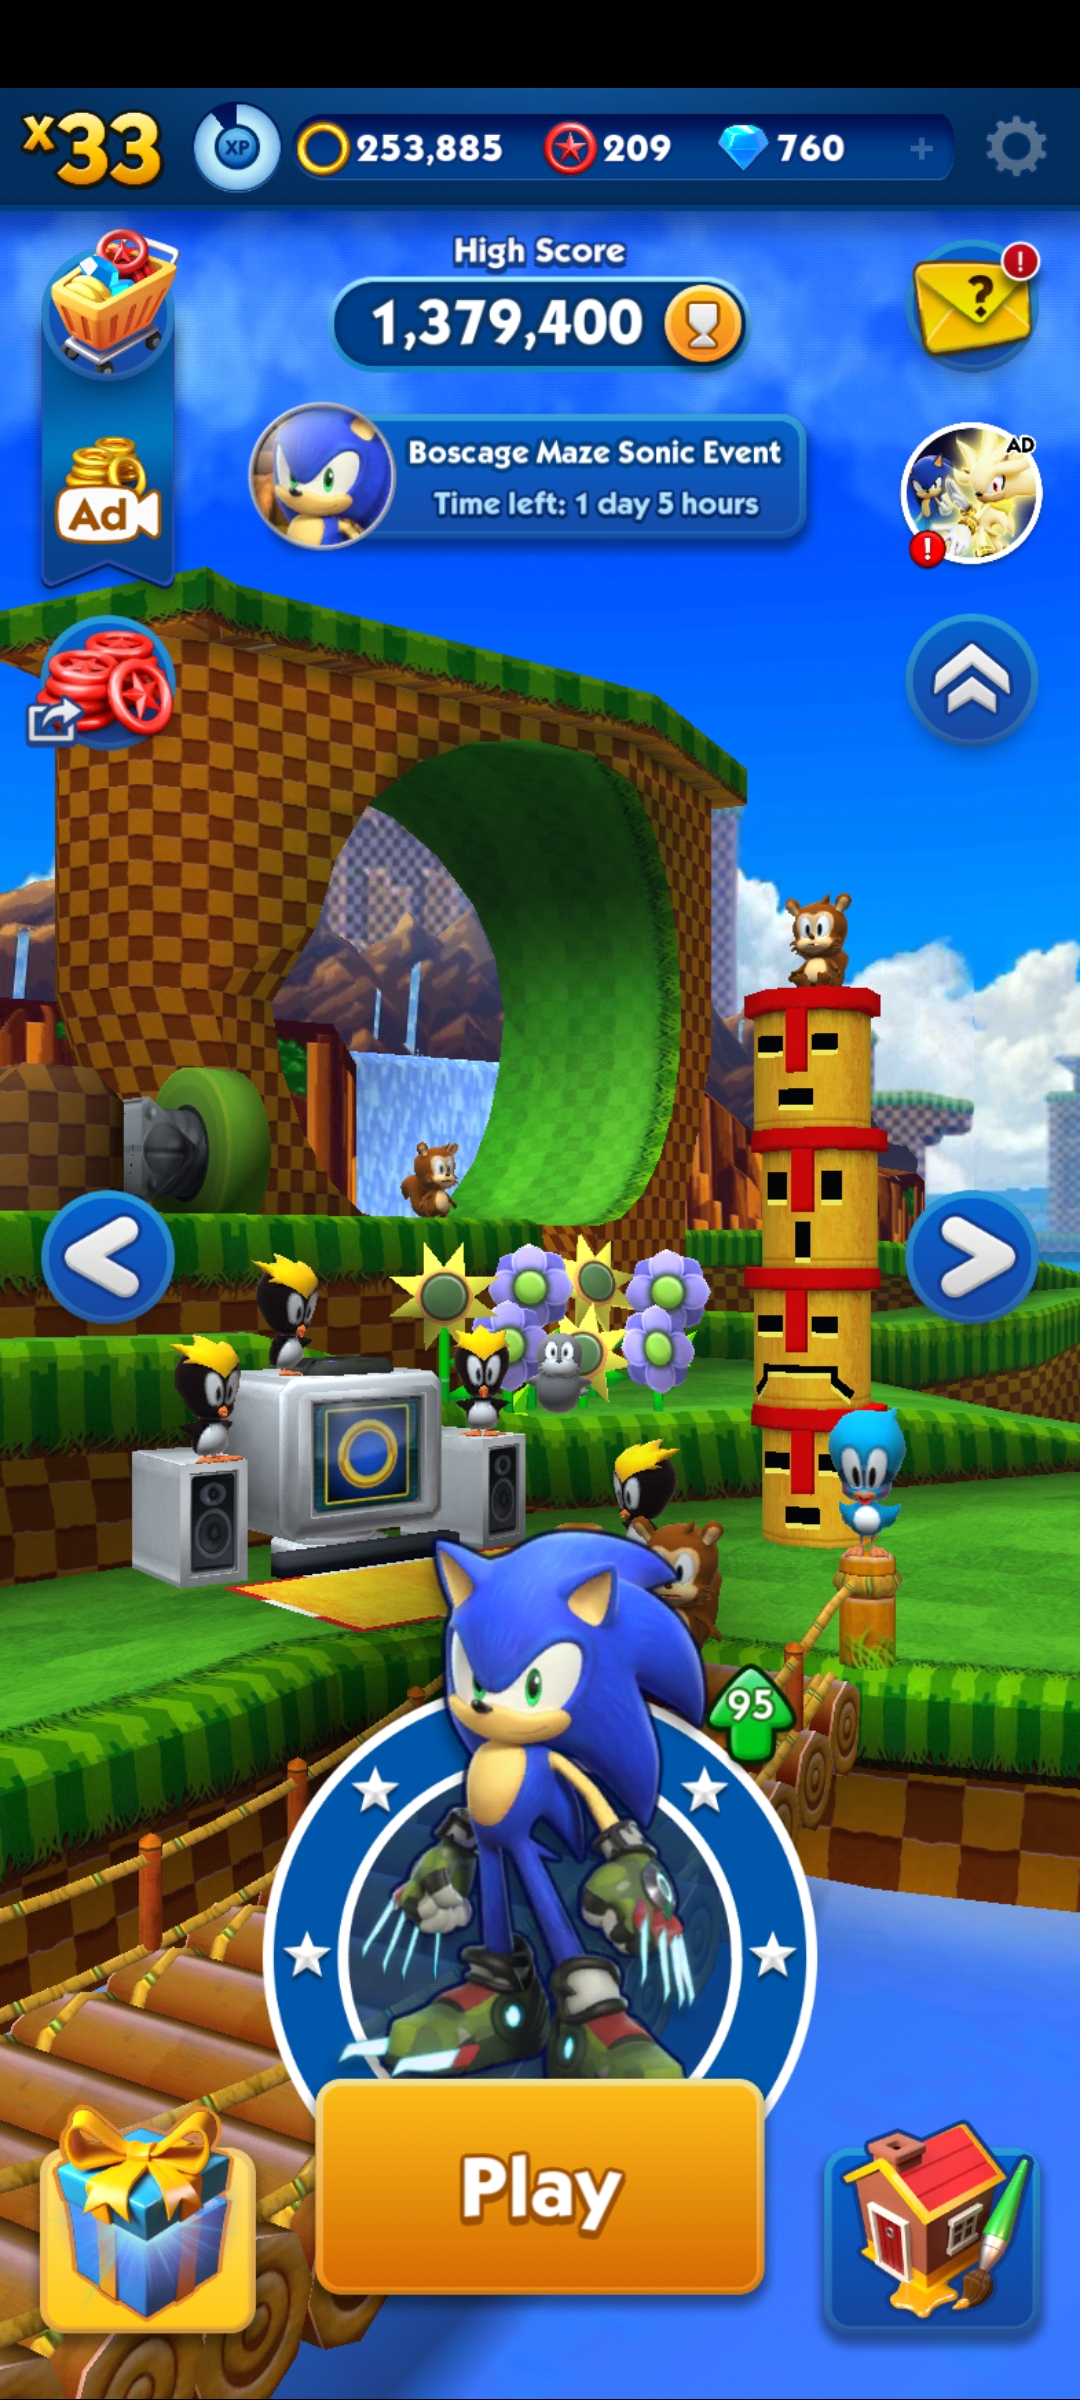 x33
XP
253,885
209
760
+
High Score
1,379,400
?
!
Boscage Maze Sonic Event
Time left: 1 day 5 hours
AD
!
Ad
95
Play